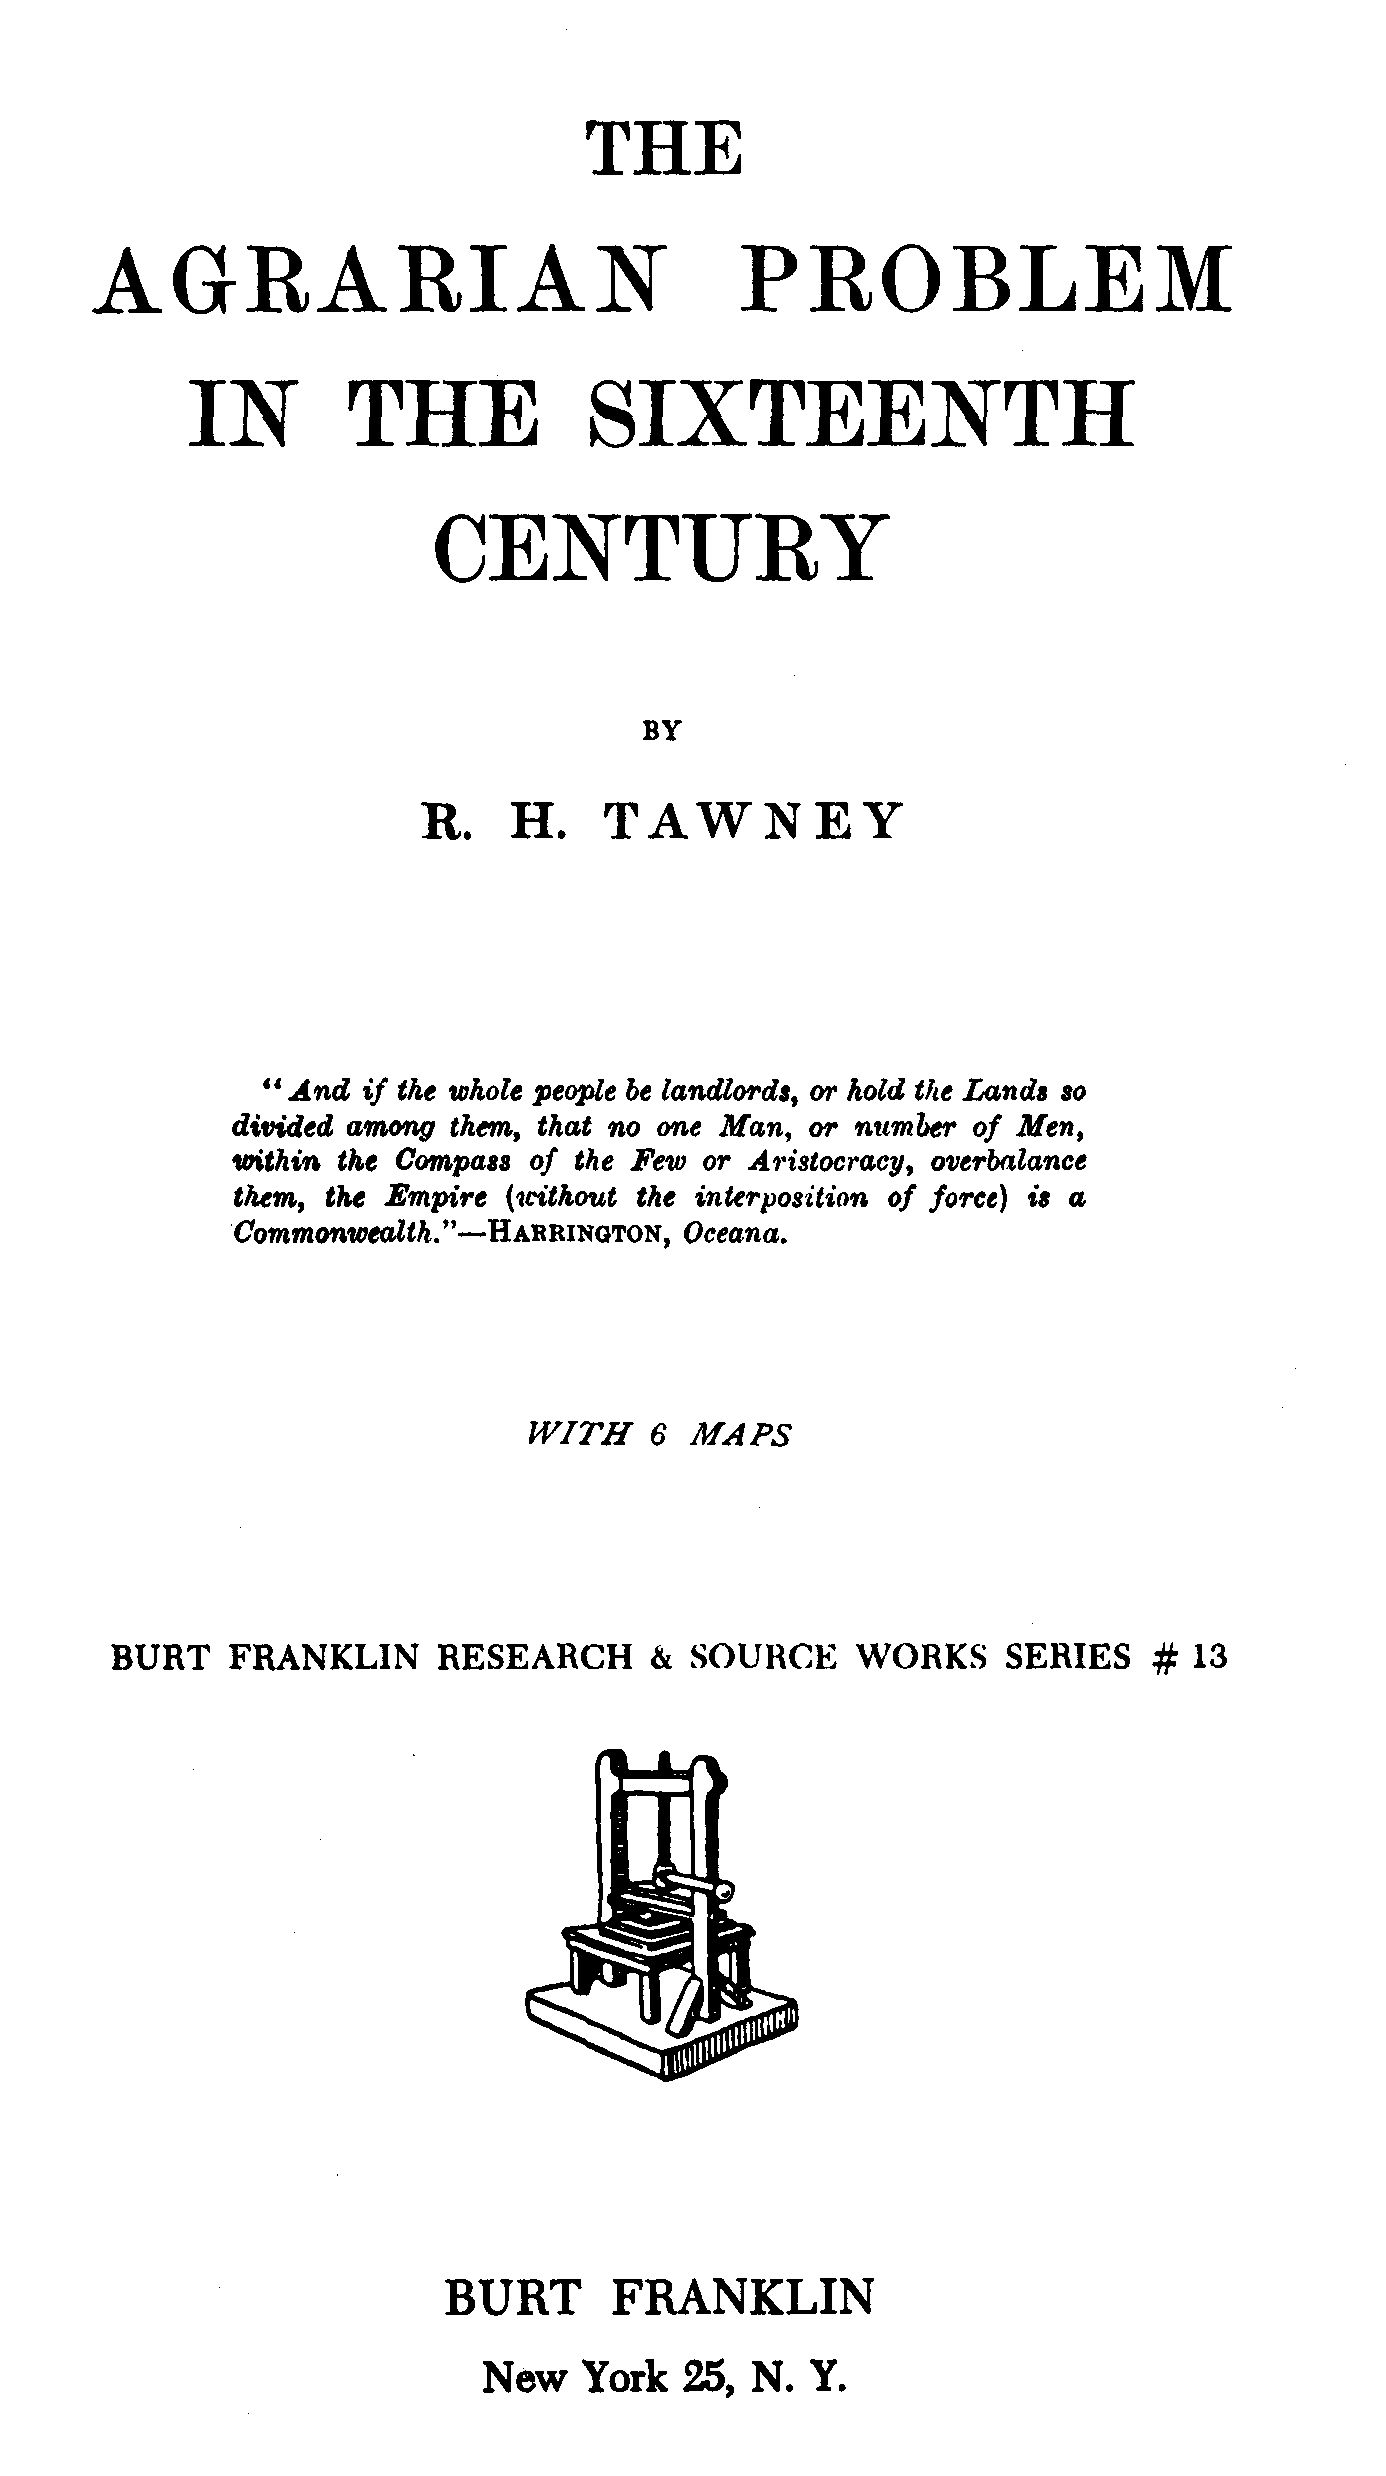 THE
AGRARIAN PROBLEM
IN THE SIXTEENTH
CENTURY
BY
R. H. TAWNEY
“And if the whole people be landlords, or hold the Lands so
divided among them, that no one Man, or number of Men,
within the Compass of the Few or Aristocracy, overbalance
them, the Empire (without the interposition of force) is a
Commonwealth.”—HARRINGTON, Oceana.
WITH 6 MAPS
BURT FRANKLIN RESEARCH & SOURCE WORKS SERIES # 13
BURT FRANKLIN
New York 25, N. Y.